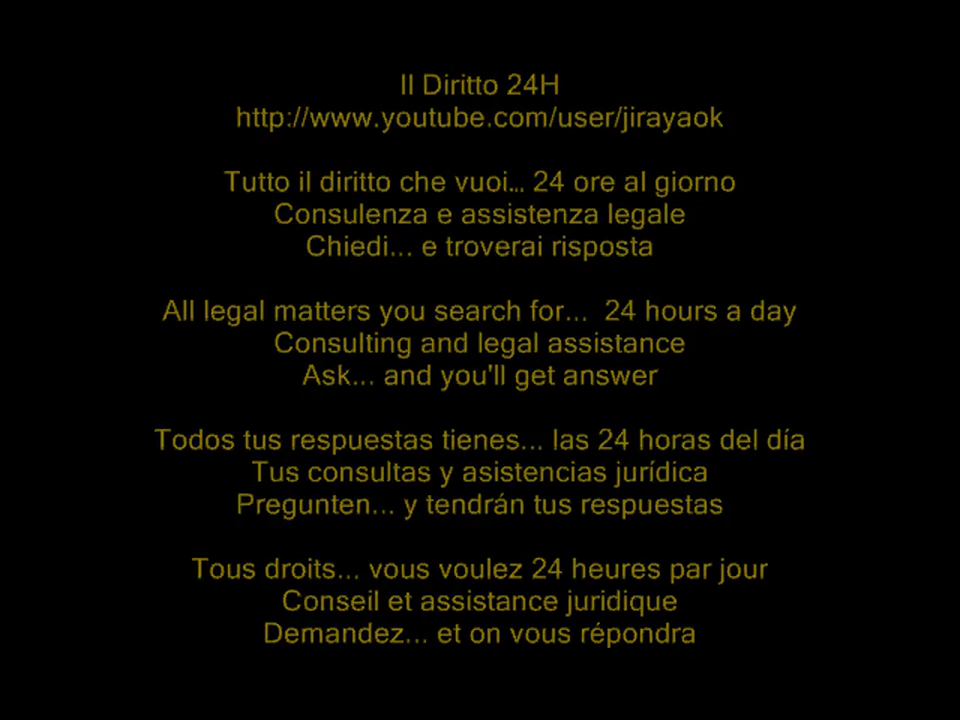 Il Diritto 24H
http://www.youtube.com/user/jirayaok
Tutto il diritto che vuoi... 24 ore al giorno
Consulenza e assistenza legale
Chiedi... e troverai risposta
All legal matters you search for...  24 hours a day
Consulting and legal assistance
Ask... and you'll get answer
Todos tus respuestas tienes... las 24 horas del día
Tus consultas y asistencias jurídica
Pregunten... y tendrán tus respuestas
Tous droits... vous voulez 24 heures par jour
Conseil et assistance juridique
Demandez... et on vous répondra